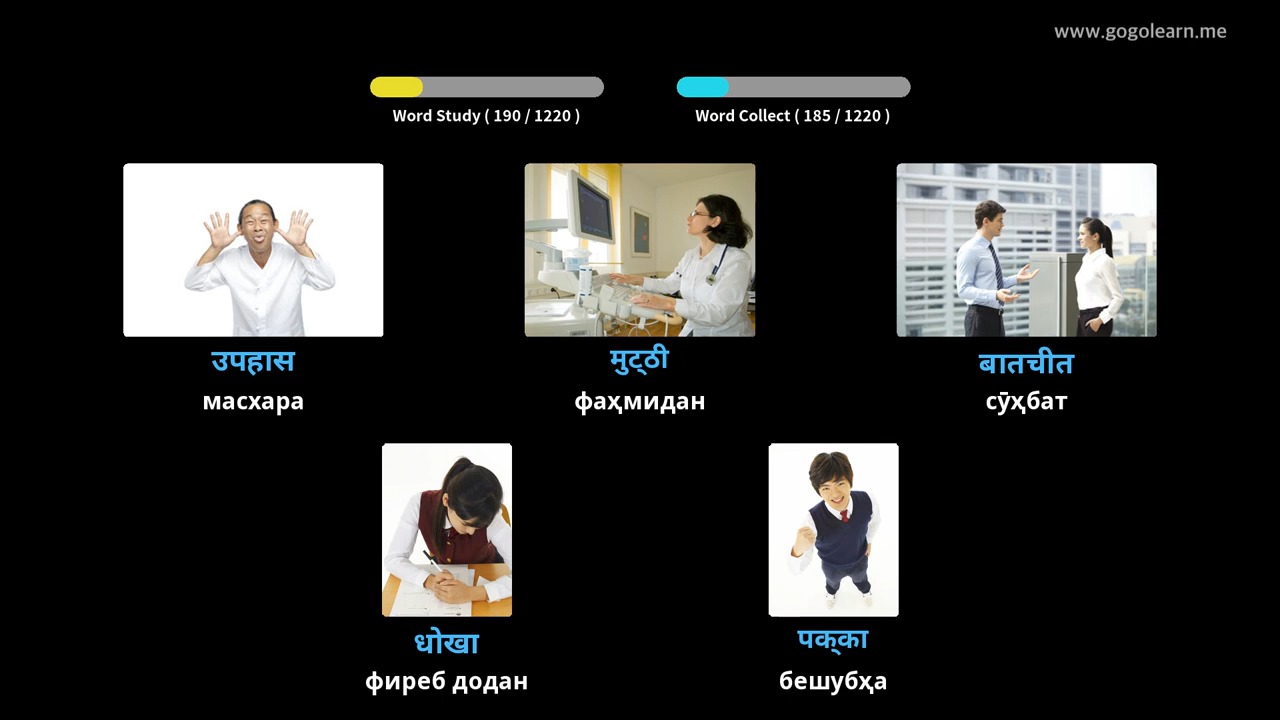 www.gogolearn.me
Word Study ( 190 / 1220 )
Word Collect ( 185 / 1220 )
उपहास
मुट्ठी
बातचीत
масхара
фаҳмидан
сӯҳбат
धोखा
पक्का
фиреб додан
бешубҳа